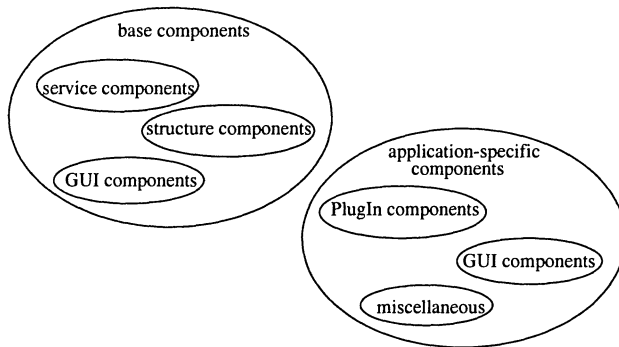 base components
service components
structure components
GUI components
application-specific
components
PlugIn components
GUI components
miscellaneous